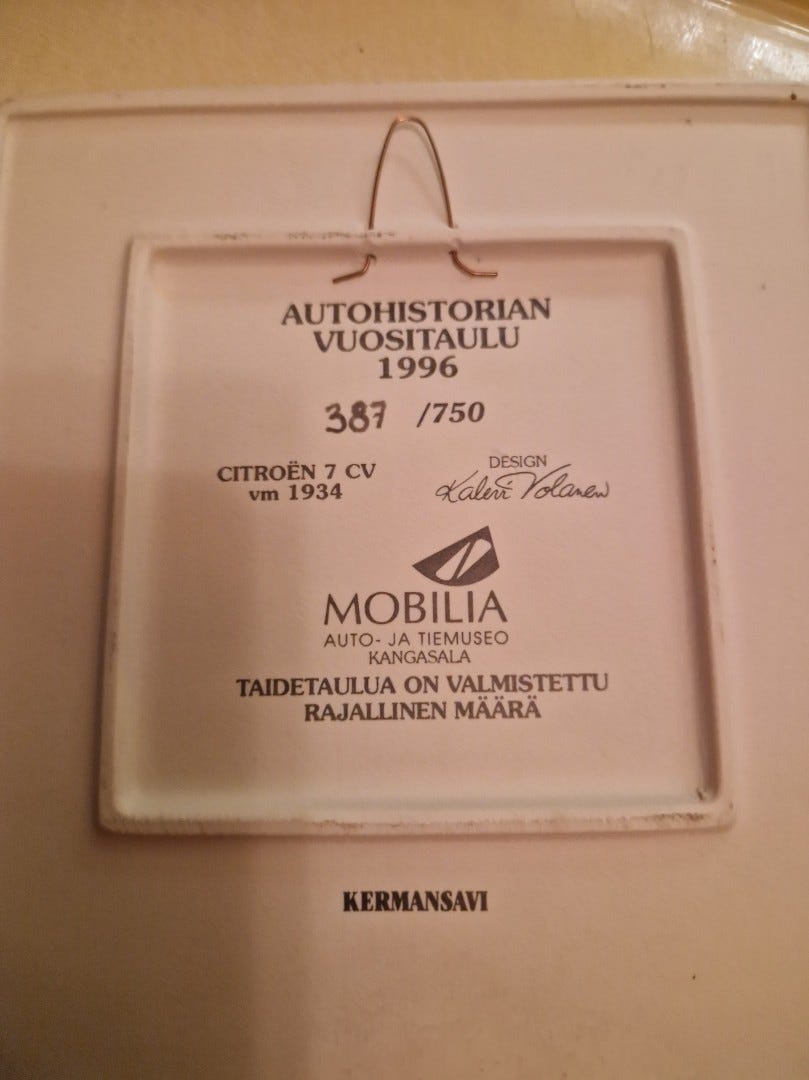 AUTOHISTORIAN
VUOSITAULU
1996
387 /750
CITROËN 7 CV
vm 1934
DESIGN
Kalevi Volanen
MOBILIA
AUTO- JA TIEMUSEO
KANGASALA
TAIDETAULUA ON VALMISTETTU
RAJALLINEN MÄÄRÄ
KERMANSAVI